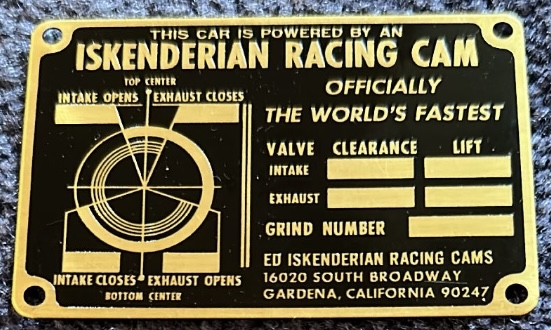 THIS CAR IS POWERED BY AN
ISKENDERIAN RACING CAM
TOP CENTER
INTAKE OPENS EXHAUST CLOSES
INTAKE CLOSES EXHAUST OPENS
BOTTOM CENTER
OFFICIALLY
THE WORLD'S FASTEST
VALVE CLEARANCE LIFT
INTAKE
EXHAUST
GRIND NUMBER
ED ISKENDERIAN RACING CAMS
16020 SOUTH BROADWAY
GARDENA, CALIFORNIA 90247